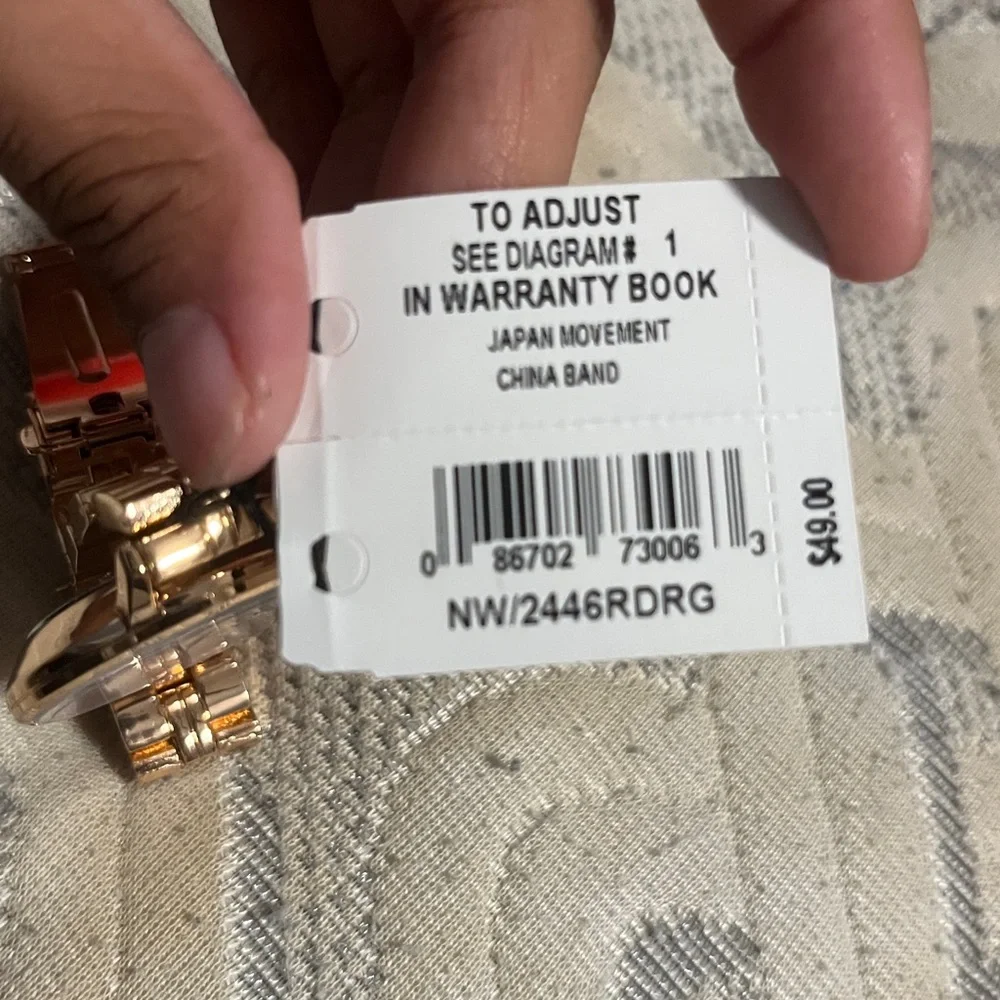 TO ADJUST
SEE DIAGRAM# 1
IN WARRANTY BOOK
JAPAN MOVEMENT
CHINA BAND
0 86702 73006 3
NW/2446RDRG
$49.00